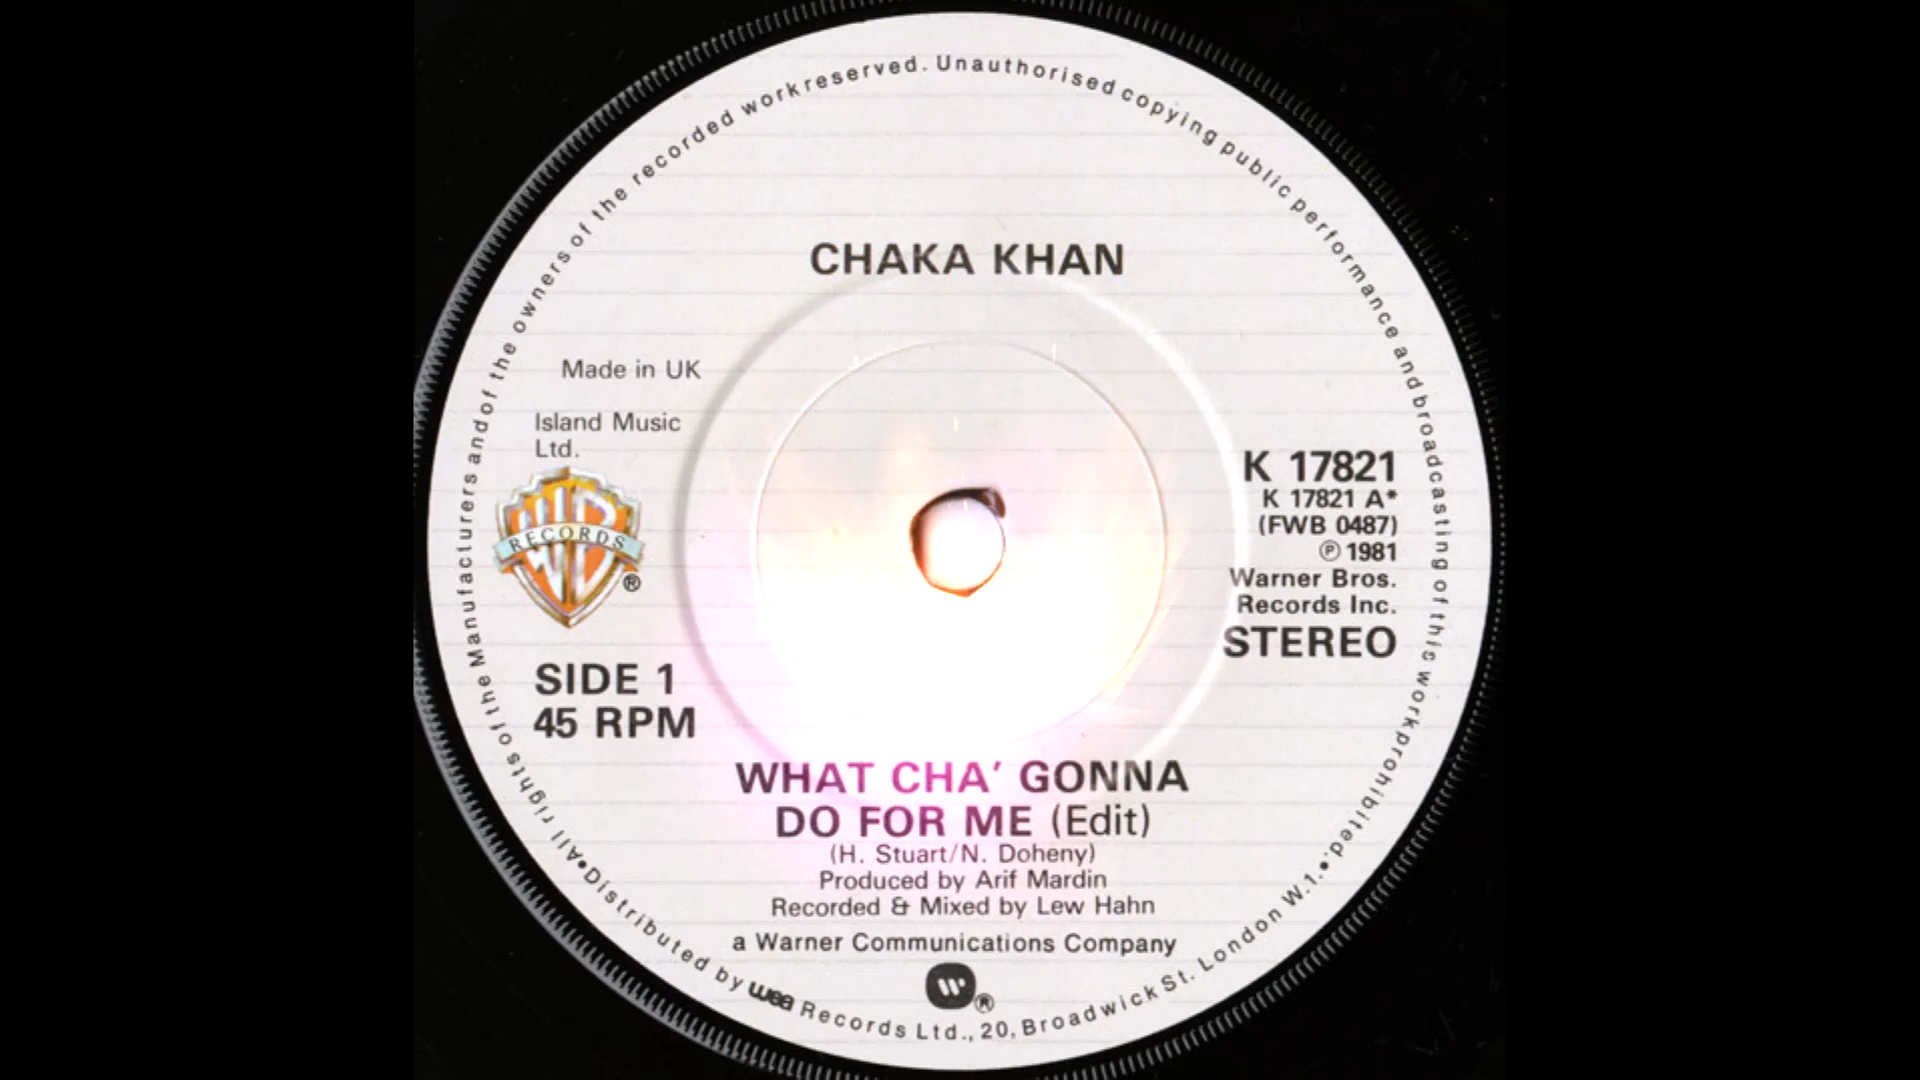 •All rights of the Manufacturers and of the owners of the recorded work reserved. Unauthorised copying public performance and broadcasting of this work prohibited.•
CHAKA KHAN
Made in UK
Island Music
Ltd.
WB
RECORDS
®
K 17821
K 17821 A*
(FWB 0487)
℗ 1981
Warner Bros.
Records Inc.
STEREO
SIDE 1
45 RPM
WHAT CHA' GONNA
DO FOR ME (Edit)
(H. Stuart/N. Doheny)
Produced by Arif Mardin
Recorded & Mixed by Lew Hahn
a Warner Communications Company
W®
Distributed by wea Records Ltd., 20, Broadwick St. London W.1.